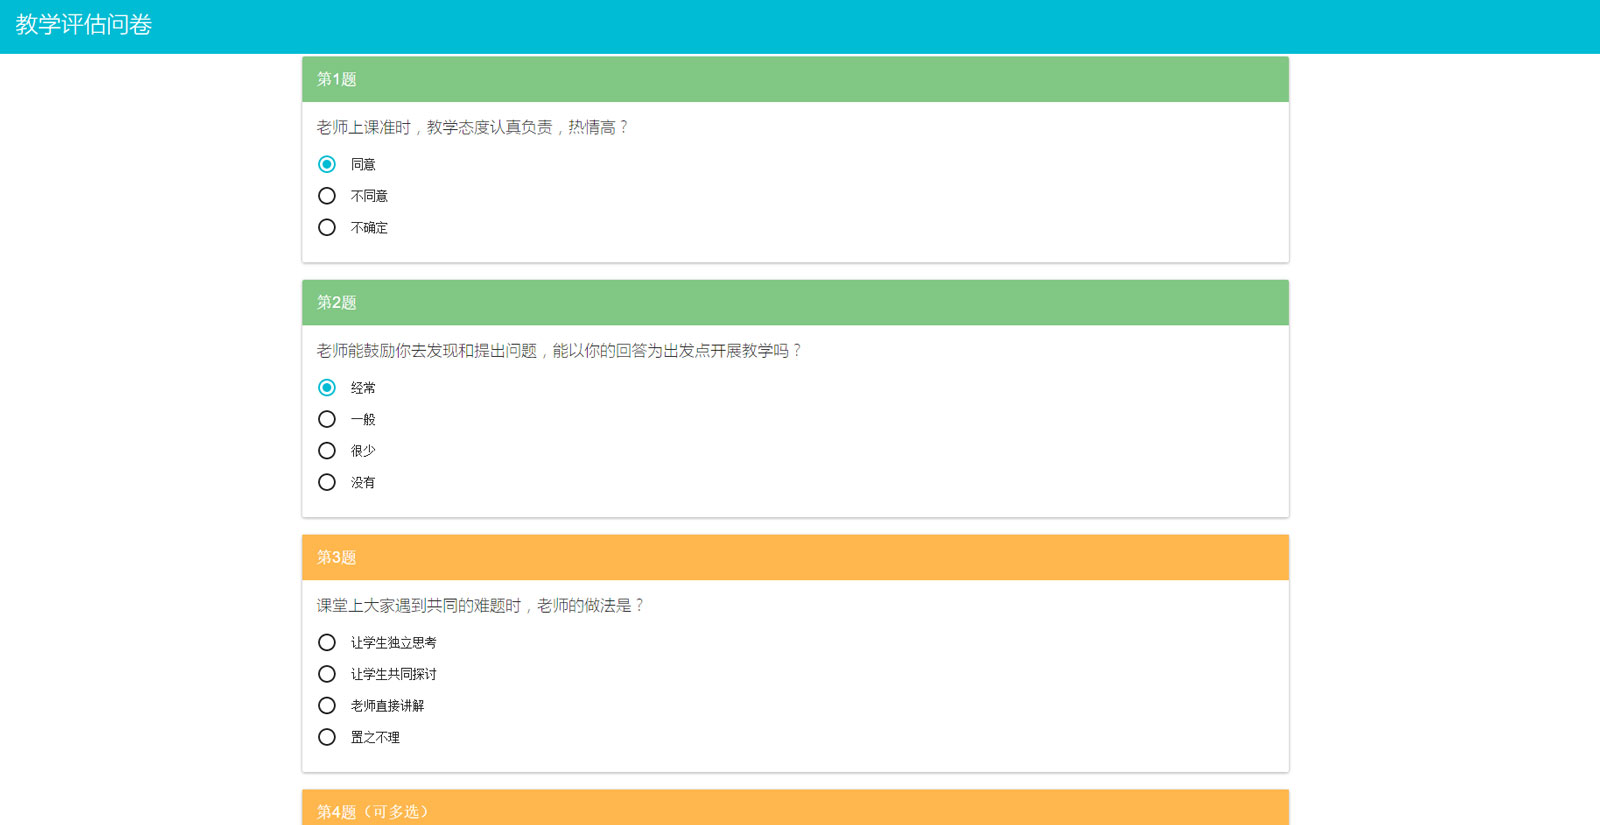 教学评估问卷
第1题
老师上课准时，教学态度认真负责，热情高？
同意
不同意
不确定
第2题
老师能鼓励你去发现和提出问题，能以你的回答为出发点开展教学吗？
经常
一般
很少
没有
第3题
课堂上大家遇到共同的难题时，老师的做法是？
让学生独立思考
让学生共同探讨
老师直接讲解
置之不理
第4题（可多选）